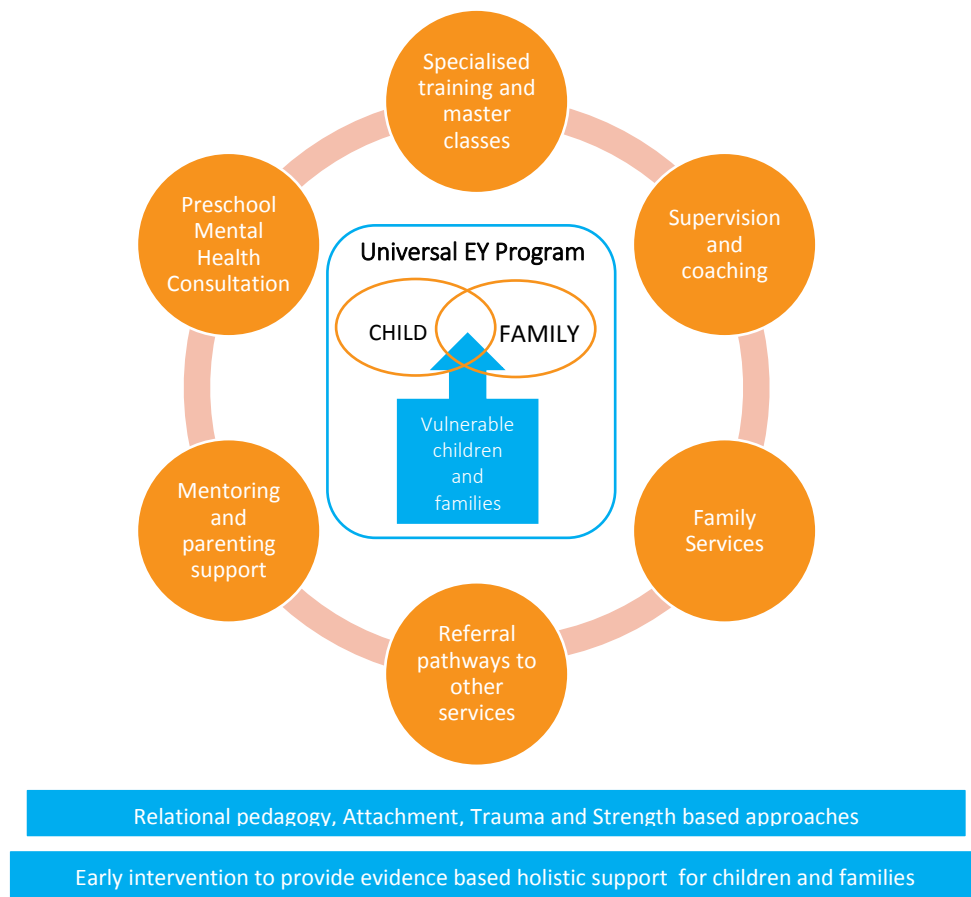 Specialised
training and
master
classes
Preschool
Mental
Health
Consultation
Supervision
and
coaching
Universal EY Program
CHILD
FAMILY
Vulnerable
children
and
families
Mentoring
and
parenting
support
Family
Services
Referral
pathways to
other
services
Relational pedagogy, Attachment, Trauma and Strength based approaches
Early intervention to provide evidence based holistic support for children and families